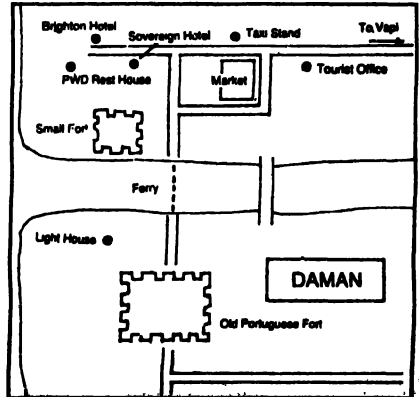 Brighton Hotel
Sovereign Hotel
Taxi Stand
To Vapi
PWD Rest House
Market
Tourist Office
Small Fort
Ferry
Light House
DAMAN
Old Portuguese Fort